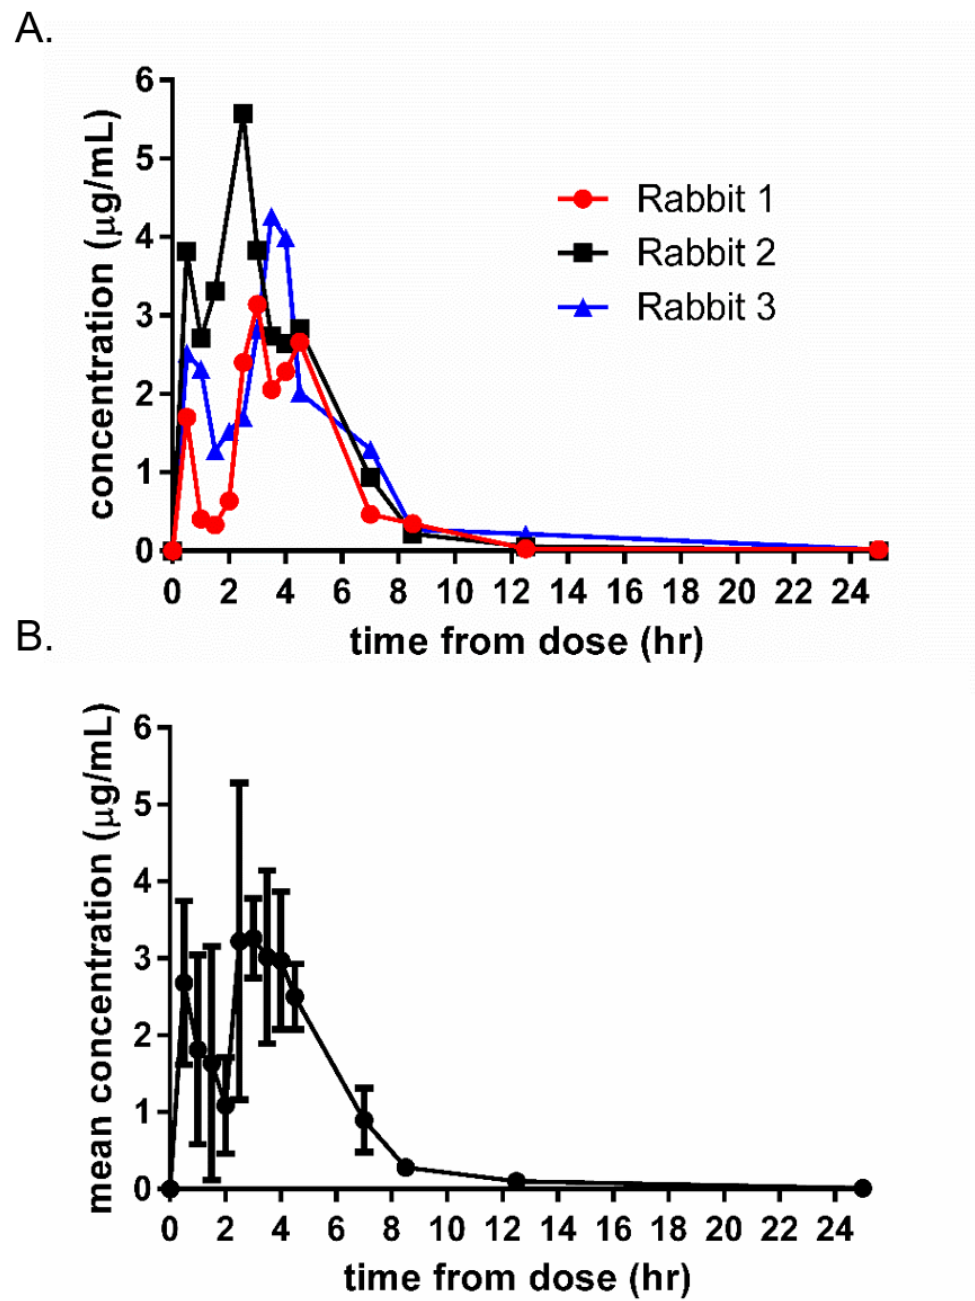 A.
concentration (μg/mL)
6
5
4
3
2
1
0
Rabbit 1
Rabbit 2
Rabbit 3
0 2 4 6 8 10 12 14 16 18 20 22 24
time from dose (hr)
B.
mean concentration (μg/mL)
6
5
4
3
2
1
0
0 2 4 6 8 10 12 14 16 18 20 22 24
time from dose (hr)